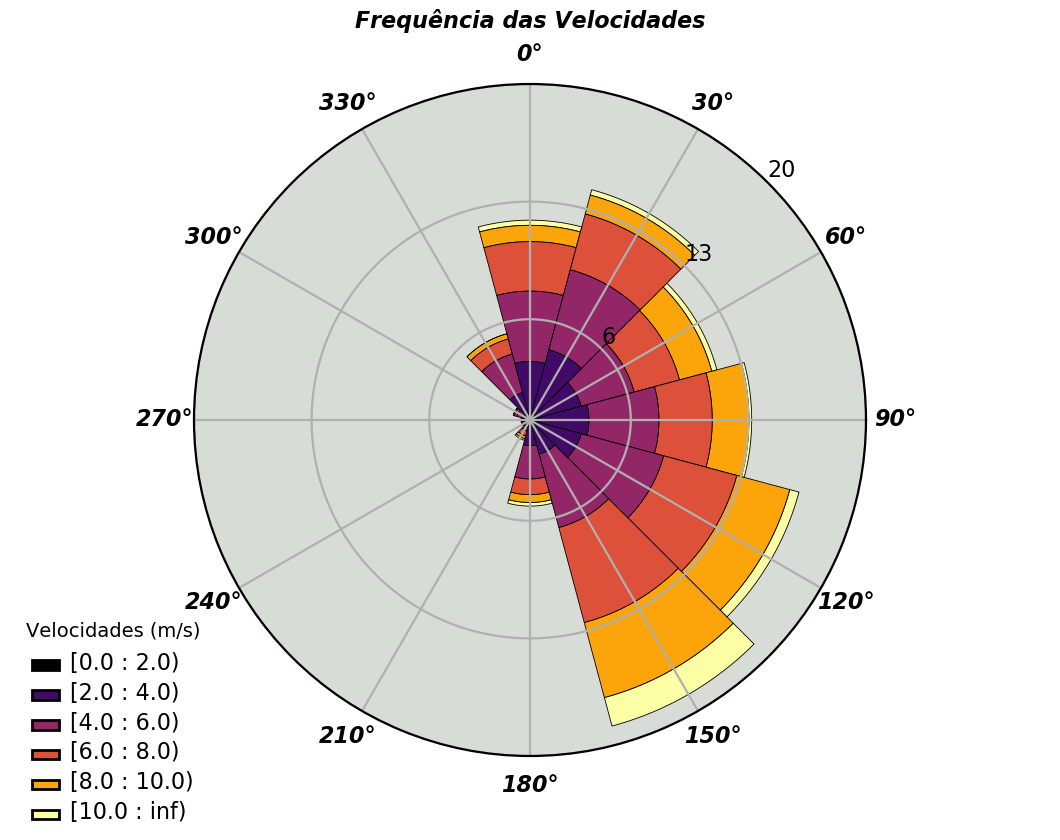 Frequência das Velocidades
0°
330°
30°
20
300°
60°
13
6
270°
90°
240°
120°
210°
150°
180°
Velocidades (m/s)
[0.0 : 2.0)
[2.0 : 4.0)
[4.0 : 6.0)
[6.0 : 8.0)
[8.0 : 10.0)
[10.0 : inf)